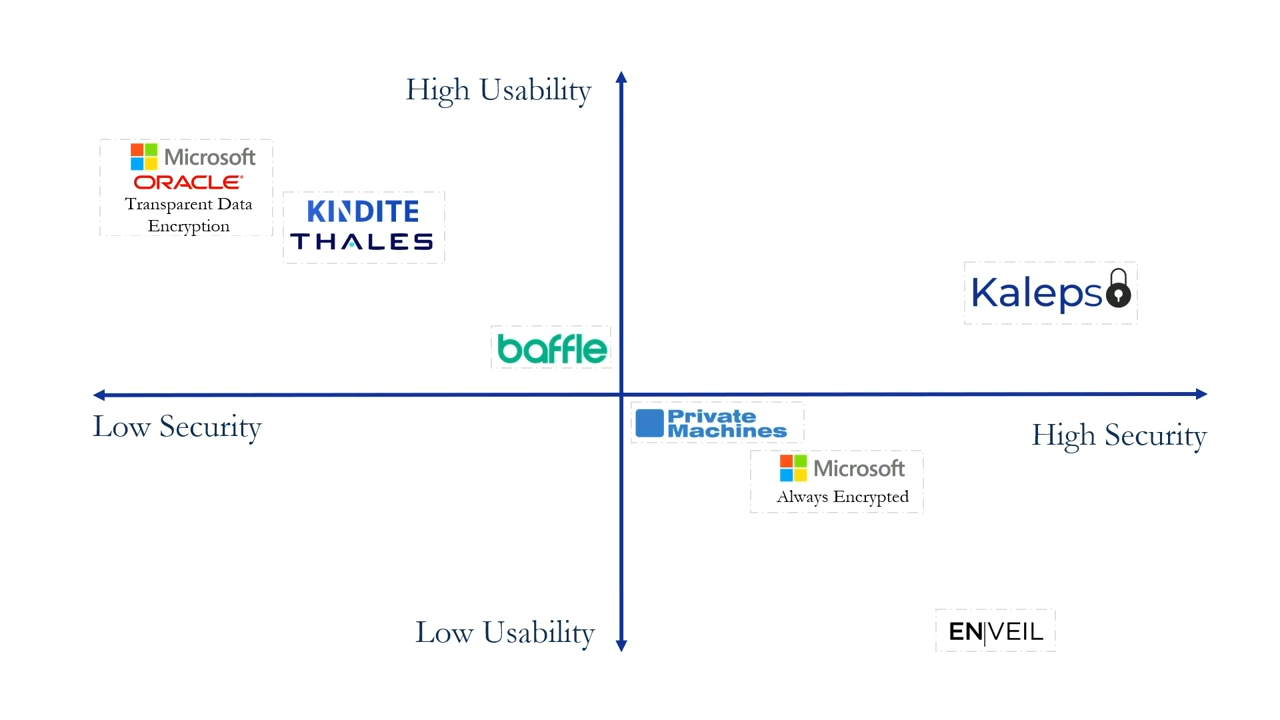 High Usability
Microsoft
ORACLE®
Transparent Data
Encryption
KINDITE
THALES
Kalepso
baffle
Low Security
High Security
Private
Machines
Microsoft
Always Encrypted
Low Usability
EN|VEIL